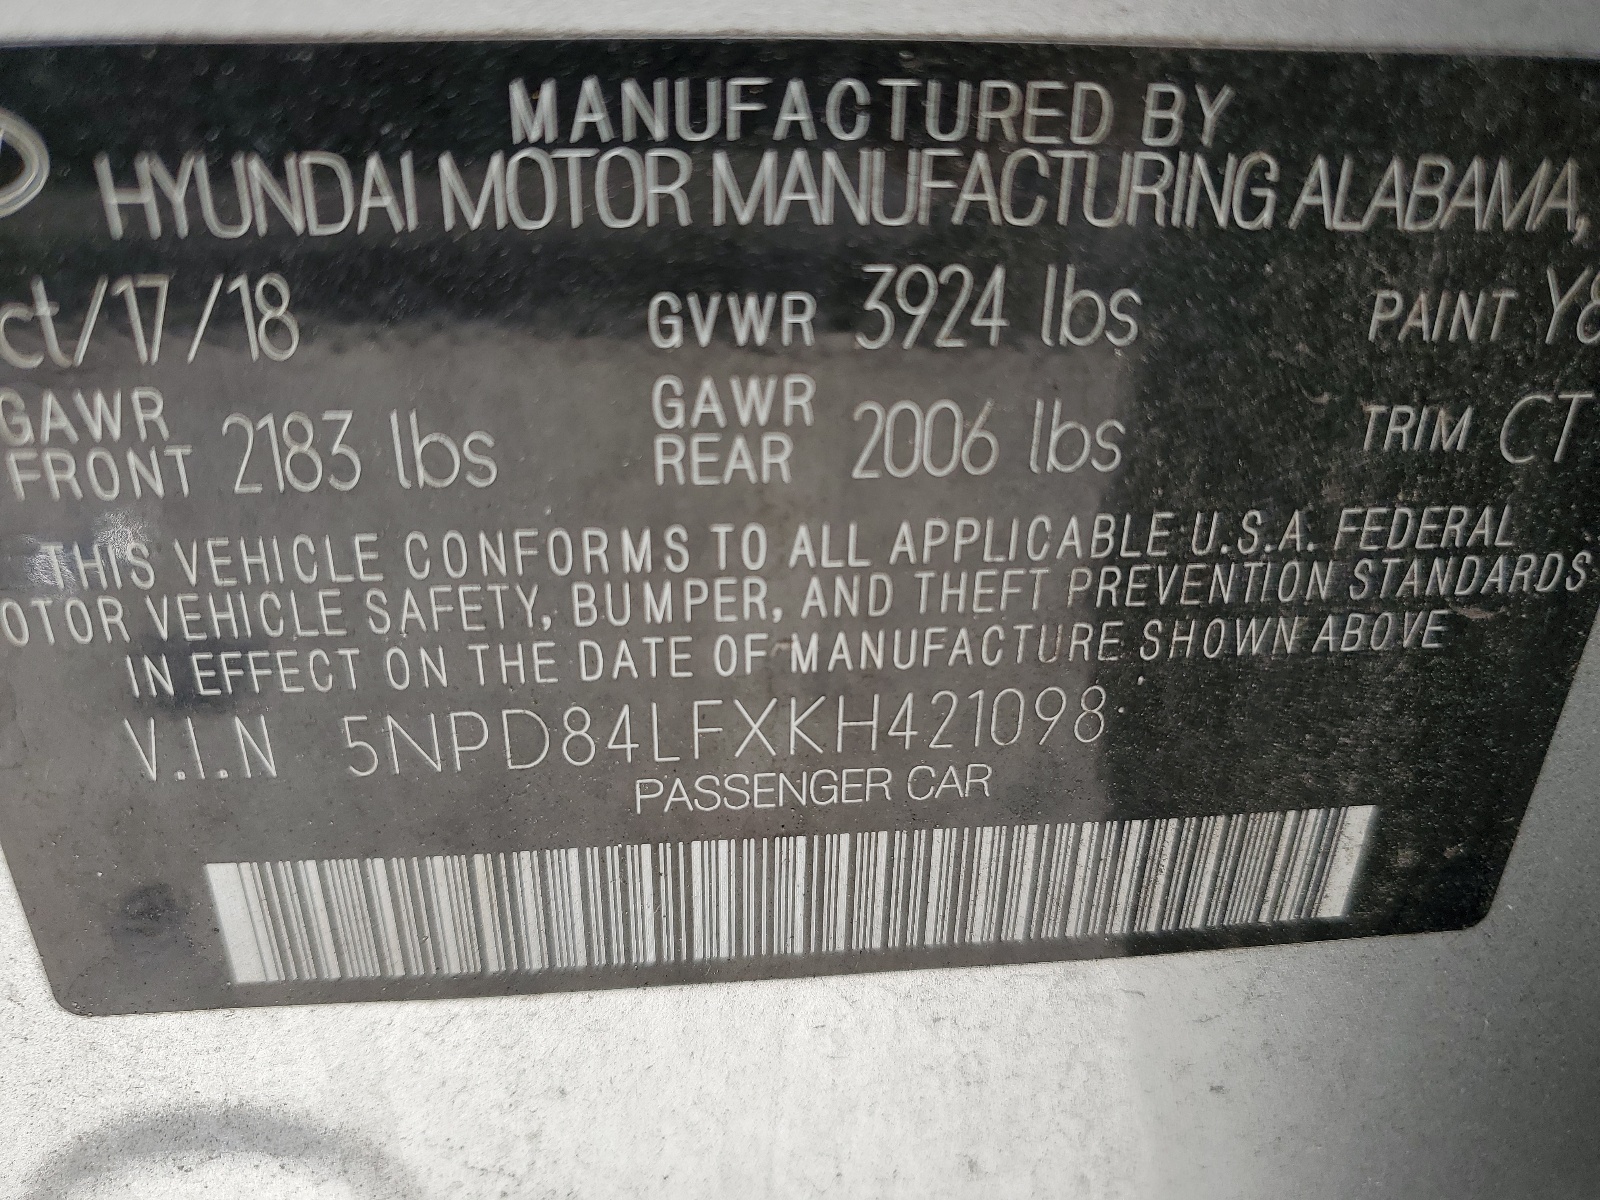 MANUFACTURED BY
HYUNDAI MOTOR MANUFACTURING ALABAMA,
ct/17/18 GVWR 3924 lbs PAINT Y8
GAWR FRONT 2183 lbs GAWR REAR 2006 lbs TRIM CT
THIS VEHICLE CONFORMS TO ALL APPLICABLE U.S.A. FEDERAL
OTOR VEHICLE SAFETY, BUMPER, AND THEFT PREVENTION STANDARDS
IN EFFECT ON THE DATE OF MANUFACTURE SHOWN ABOVE
V.I.N 5NPD84LFXKH421098
PASSENGER CAR